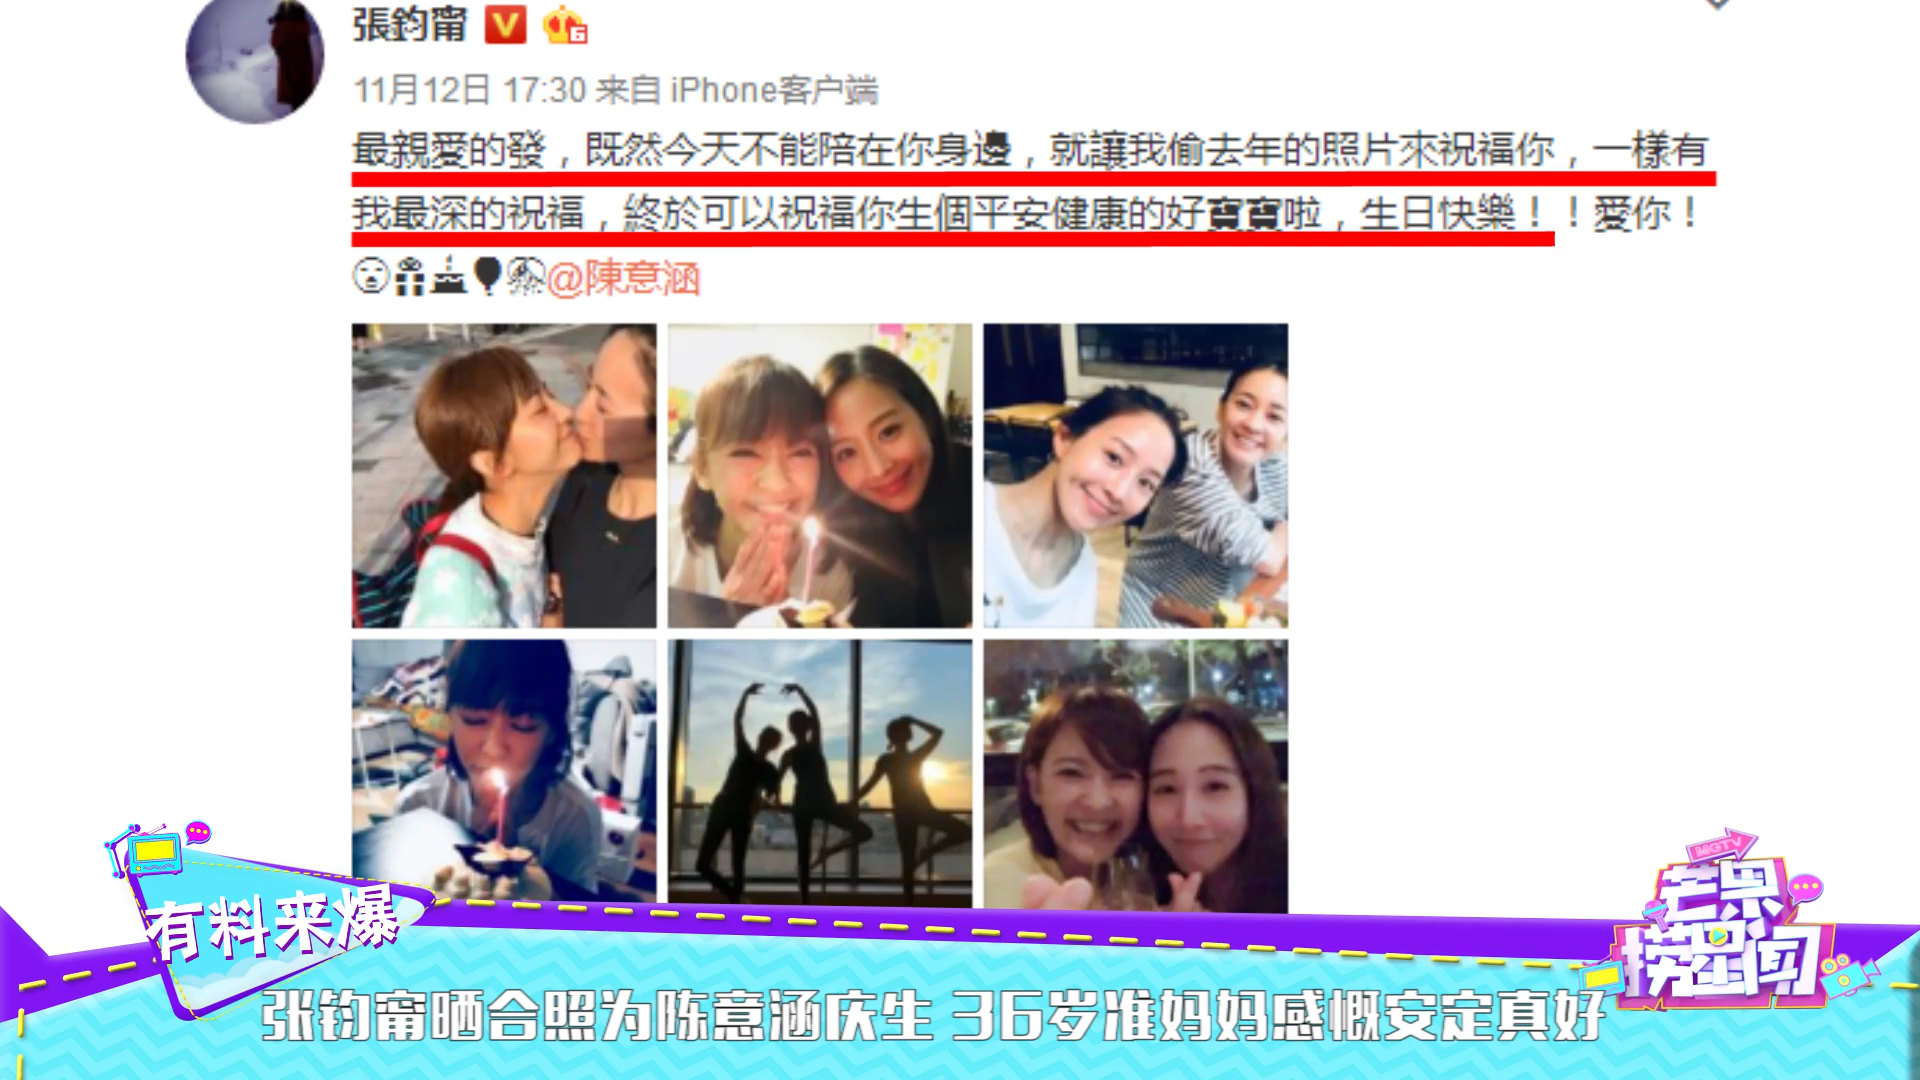 張鈞甯
11月12日 17:30 来自 iPhone客户端
最親愛的發，既然今天不能陪在你身邊，就讓我偷去年的照片來祝福你，一樣有
我最深的祝福，終於可以祝福你生個平安健康的好寶寶啦，生日快樂！！愛你！
@陳意涵
MGTV
芒果
捞星闻
有料来爆
张钧甯晒合照为陈意涵庆生 36岁准妈妈感慨安定真好